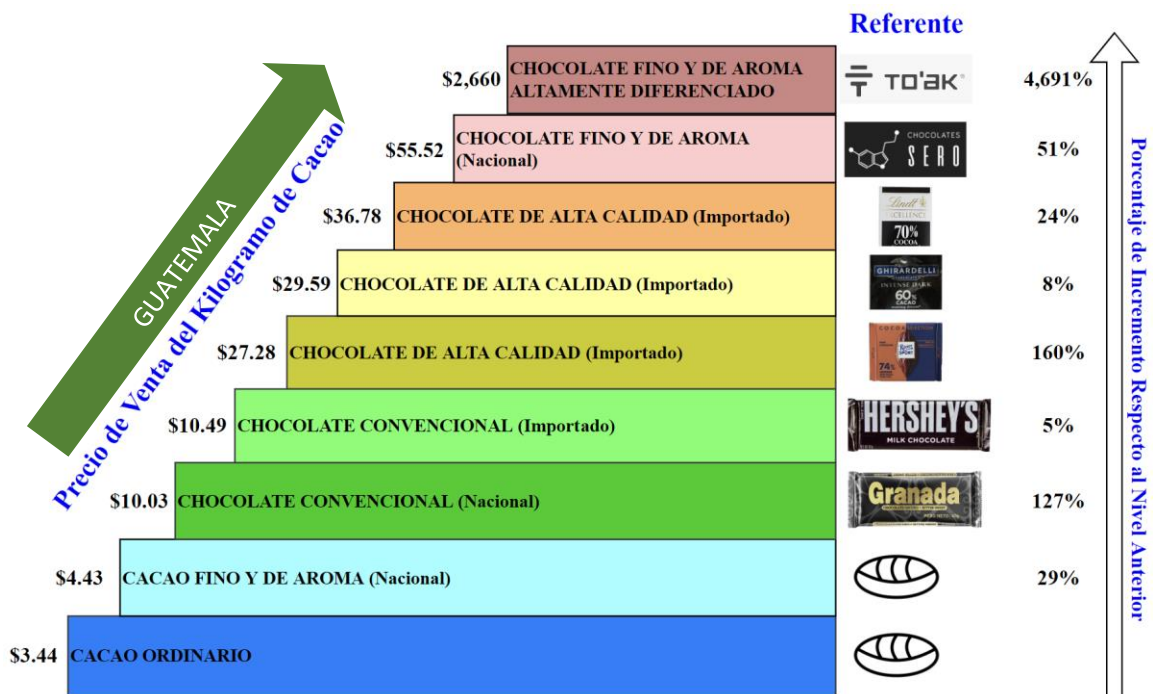 Referente
$2,660
CHOCOLATE FINO Y DE AROMA
ALTAMENTE DIFERENCIADO
TO'AK
4,691%
$55.52
CHOCOLATE FINO Y DE AROMA
(Nacional)
CHOCOLATES
SERO
51%
$36.78
CHOCOLATE DE ALTA CALIDAD (Importado)
Lindt
EXCELLENCE
70%
COCOA
24%
$29.59
CHOCOLATE DE ALTA CALIDAD (Importado)
GHIRARDELLI
INTENSE DARK
60%
CACAO
8%
$27.28
CHOCOLATE DE ALTA CALIDAD (Importado)
74%
160%
$10.49
CHOCOLATE CONVENCIONAL (Importado)
HERSHEY'S
MILK CHOCOLATE
5%
$10.03
CHOCOLATE CONVENCIONAL (Nacional)
Granada
127%
$4.43
CACAO FINO Y DE AROMA (Nacional)
29%
$3.44
CACAO ORDINARIO
GUATEMALA
Precio de Venta del Kilogramo de Cacao
Porcentaje de Incremento Respecto al Nivel Anterior